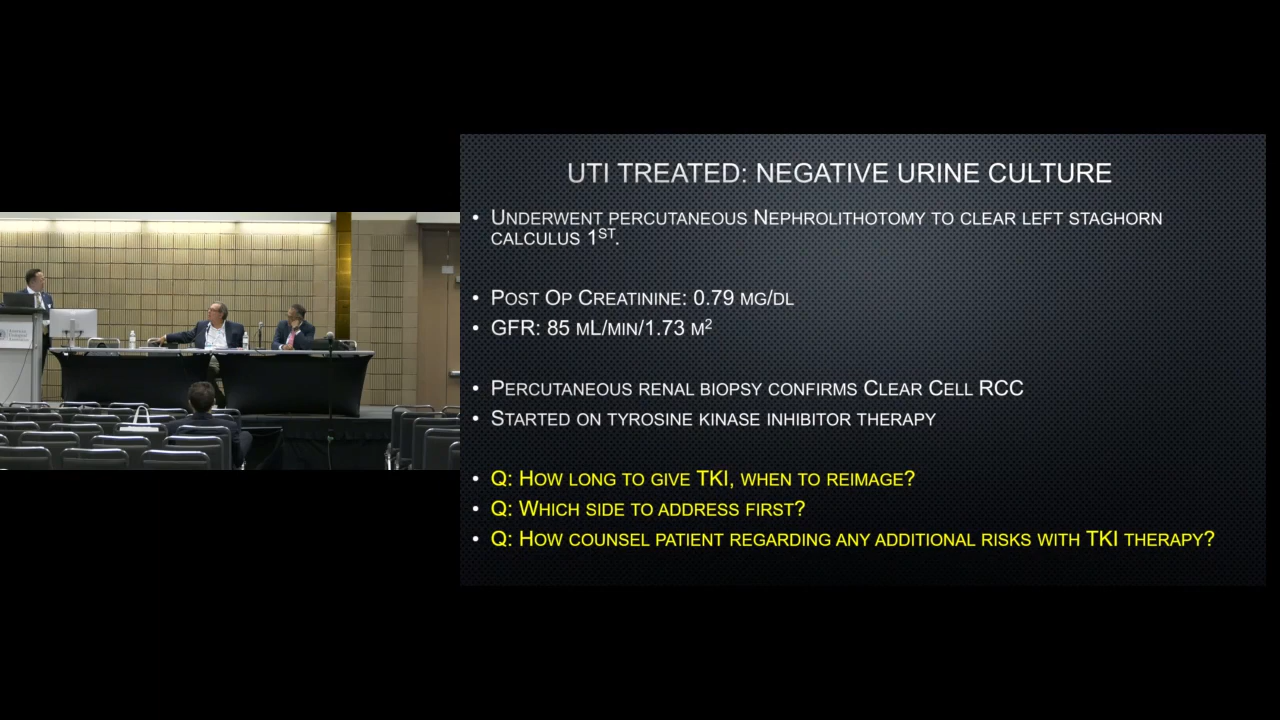 UTI TREATED: NEGATIVE URINE CULTURE
• UNDERWENT PERCUTANEOUS NEPHROLITHOTOMY TO CLEAR LEFT STAGHORN
CALCULUS 1ST.
• POST OP CREATININE: 0.79 MG/DL
• GFR: 85 ML/MIN/1.73 M²
• PERCUTANEOUS RENAL BIOPSY CONFIRMS CLEAR CELL RCC
• STARTED ON TYROSINE KINASE INHIBITOR THERAPY
• Q: HOW LONG TO GIVE TKI, WHEN TO REIMAGE?
• Q: WHICH SIDE TO ADDRESS FIRST?
• Q: HOW COUNSEL PATIENT REGARDING ANY ADDITIONAL RISKS WITH TKI THERAPY?